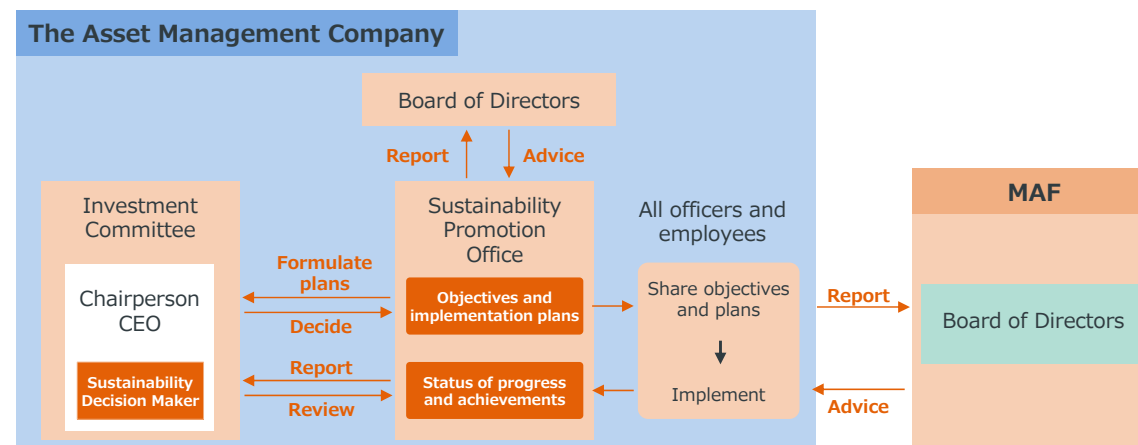 The Asset Management Company
Board of Directors
Report
Advice
Investment
Committee
Chairperson
CEO
Sustainability
Decision Maker
Formulate
plans
Decide
Report
Review
Sustainability
Promotion
Office
Objectives and
implementation plans
Status of progress
and achievements
All officers and
employees
Share objectives
and plans
Implement
Report
Advice
MAF
Board of Directors